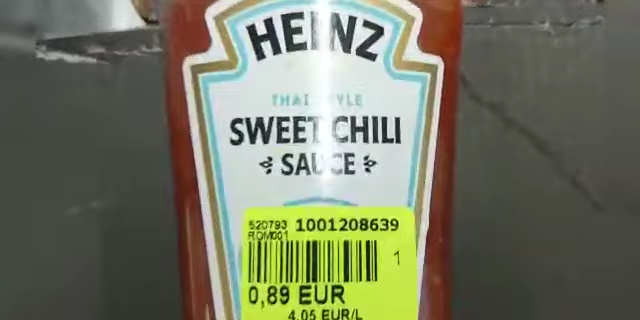 HEINZ
THAI STYLE
SWEET CHILI
SAUCE
520793 1001208639
ROM001
1
0,89 EUR
4,05 EUR/L